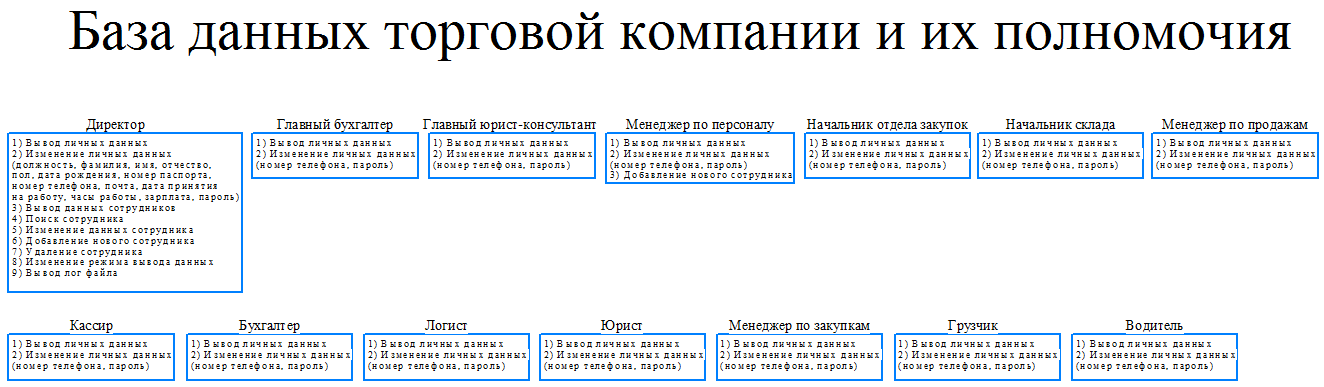 База данных торговой компании и их полномочия
Директор
1) Вывод личных данных
2) Изменение личных данных
(должность, фамилия, имя, отчество,
пол, дата рождения, номер паспорта,
номер телефона, почта, дата принятия
на работу, часы работы, зарплата, пароль)
3) Вывод данных сотрудников
4) Поиск сотрудника
5) Изменение данных сотрудника
6) Добавление нового сотрудника
7) Удаление сотрудника
8) Изменение режима вывода данных
9) Вывод лог файла
Главный бухгалтер
1) Вывод личных данных
2) Изменение личных данных
(номер телефона, пароль)
Главный юрист-консультант
1) Вывод личных данных
2) Изменение личных данных
(номер телефона, пароль)
Менеджер по персоналу
1) Вывод личных данных
2) Изменение личных данных
(номер телефона, пароль)
3) Добавление нового сотрудника
Начальник отдела закупок
1) Вывод личных данных
2) Изменение личных данных
(номер телефона, пароль)
Начальник склада
1) Вывод личных данных
2) Изменение личных данных
(номер телефона, пароль)
Менеджер по продажам
1) Вывод личных данных
2) Изменение личных данных
(номер телефона, пароль)
Кассир
1) Вывод личных данных
2) Изменение личных данных
(номер телефона, пароль)
Бухгалтер
1) Вывод личных данных
2) Изменение личных данных
(номер телефона, пароль)
Логист
1) Вывод личных данных
2) Изменение личных данных
(номер телефона, пароль)
Юрист
1) Вывод личных данных
2) Изменение личных данных
(номер телефона, пароль)
Менеджер по закупкам
1) Вывод личных данных
2) Изменение личных данных
(номер телефона, пароль)
Грузчик
1) Вывод личных данных
2) Изменение личных данных
(номер телефона, пароль)
Водитель
1) Вывод личных данных
2) Изменение личных данных
(номер телефона, пароль)